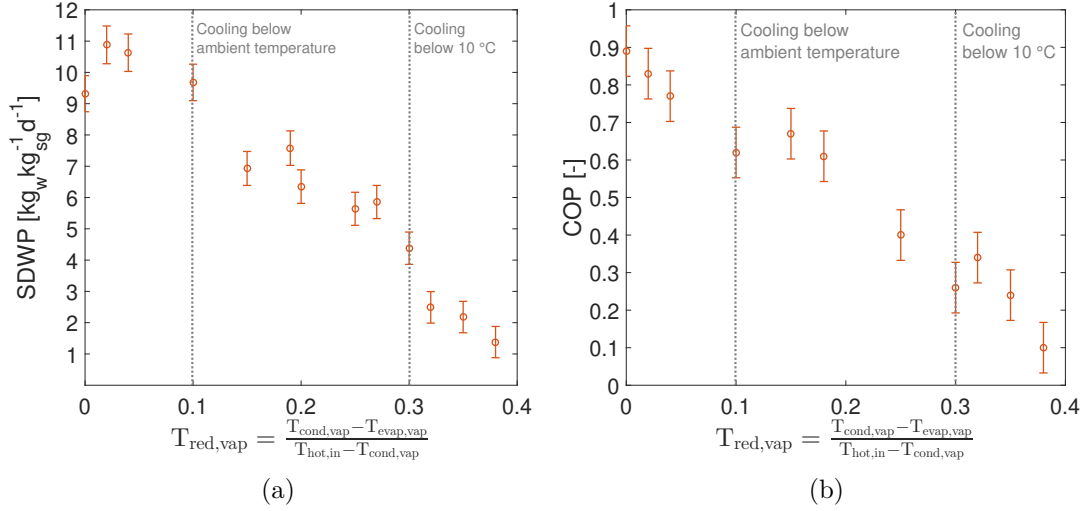 SDWP [kg_w kg_sg^-1 d^-1]
11
10
9
8
7
6
5
4
3
2
1
Cooling below
ambient temperature
Cooling
below 10 °C
0
0.1
0.2
0.3
0.4
T_red,vap = (T_cond,vap − T_evap,vap) / (T_hot,in − T_cond,vap)
(a)
COP [-]
1
0.9
0.8
0.7
0.6
0.5
0.4
0.3
0.2
0.1
0
Cooling below
ambient temperature
Cooling
below 10 °C
0
0.1
0.2
0.3
0.4
T_red,vap = (T_cond,vap − T_evap,vap) / (T_hot,in − T_cond,vap)
(b)